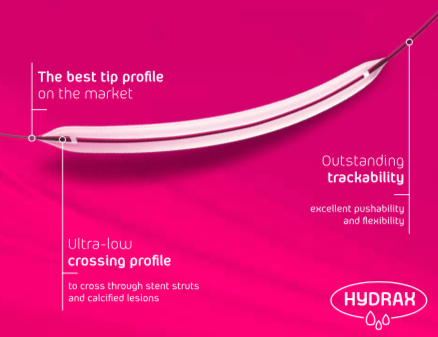 The best tip profile
on the market
Outstanding
trackability
excellent pushability
and flexibility
Ultra-low
crossing profile
to cross through stent struts
and calcified lesions
HYDRAX